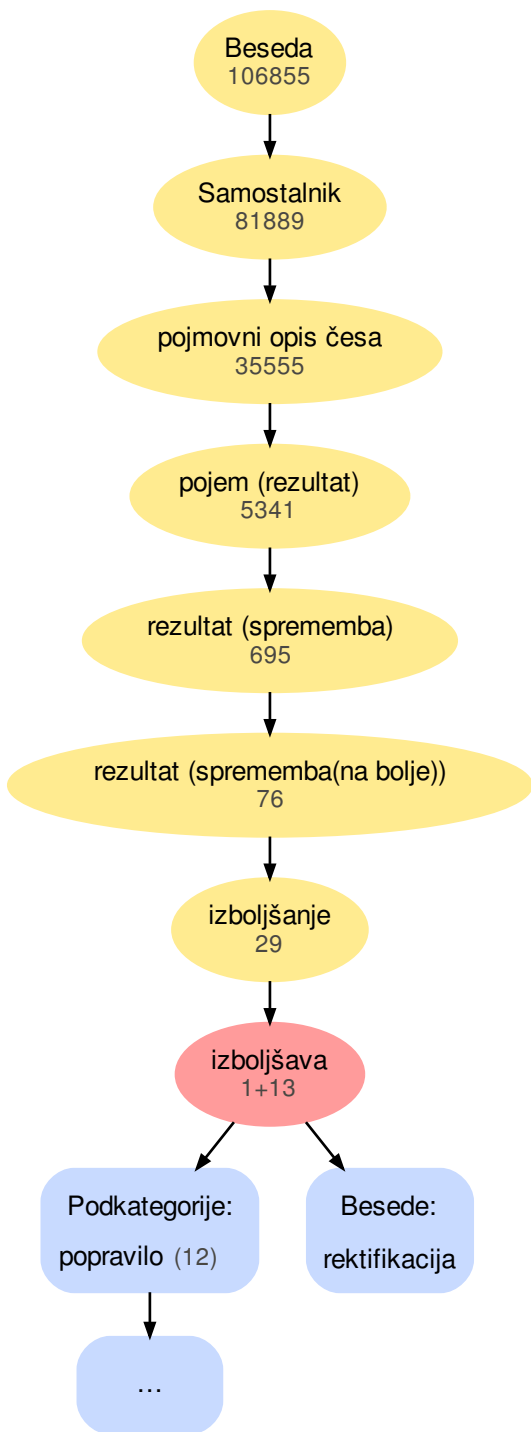 Beseda
106855
Samostalnik
81889
pojmovni opis česa
35555
pojem (rezultat)
5341
rezultat (sprememba)
695
rezultat (sprememba(na bolje))
76
izboljšanje
29
izboljšava
1+13
Podkategorije:
popravilo (12)
Besede:
rektifikacija
...